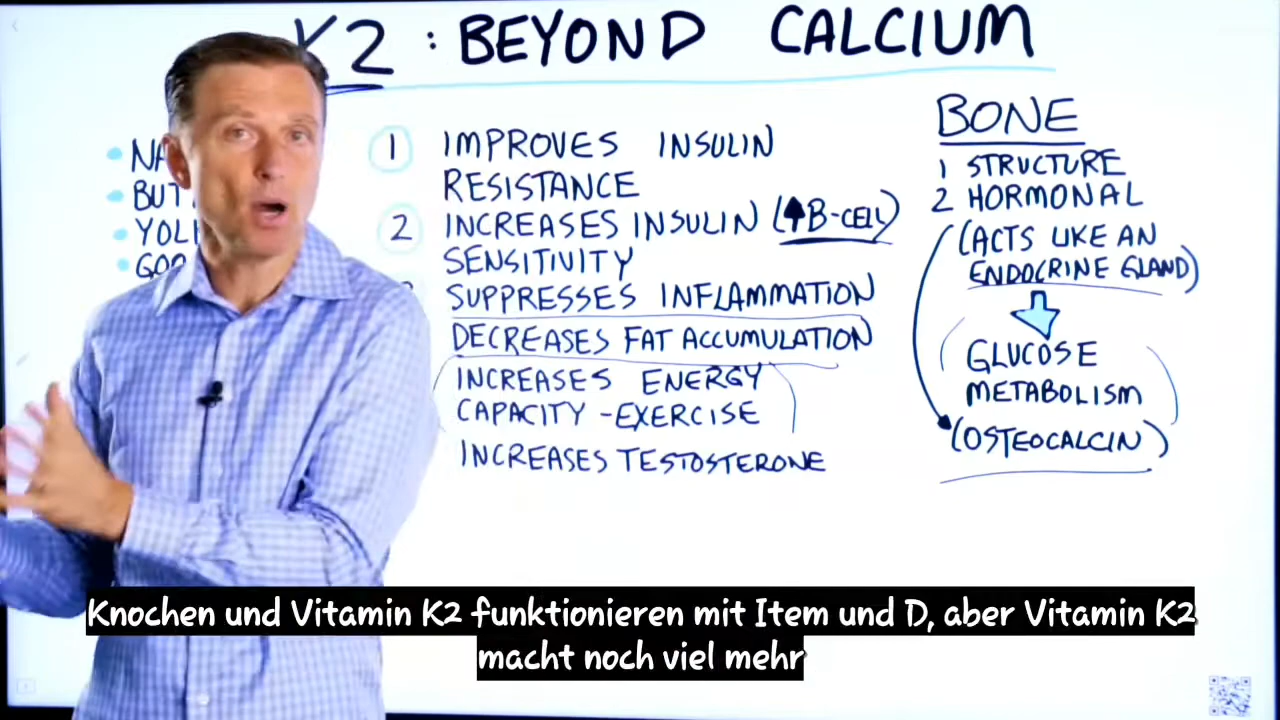 K2 : BEYOND CALCIUM
1 IMPROVES INSULIN
RESISTANCE
2 INCREASES INSULIN (↑B-CELL)
SENSITIVITY
SUPPRESSES INFLAMMATION
DECREASES FAT ACCUMULATION
INCREASES ENERGY
CAPACITY - EXERCISE
INCREASES TESTOSTERONE
BONE
1 STRUCTURE
2 HORMONAL
(ACTS LIKE AN
ENDOCRINE GLAND)
GLUCOSE
METABOLISM
(OSTEOCALCIN)
Knochen und Vitamin K2 funktionieren mit Item und D, aber Vitamin K2
macht noch viel mehr